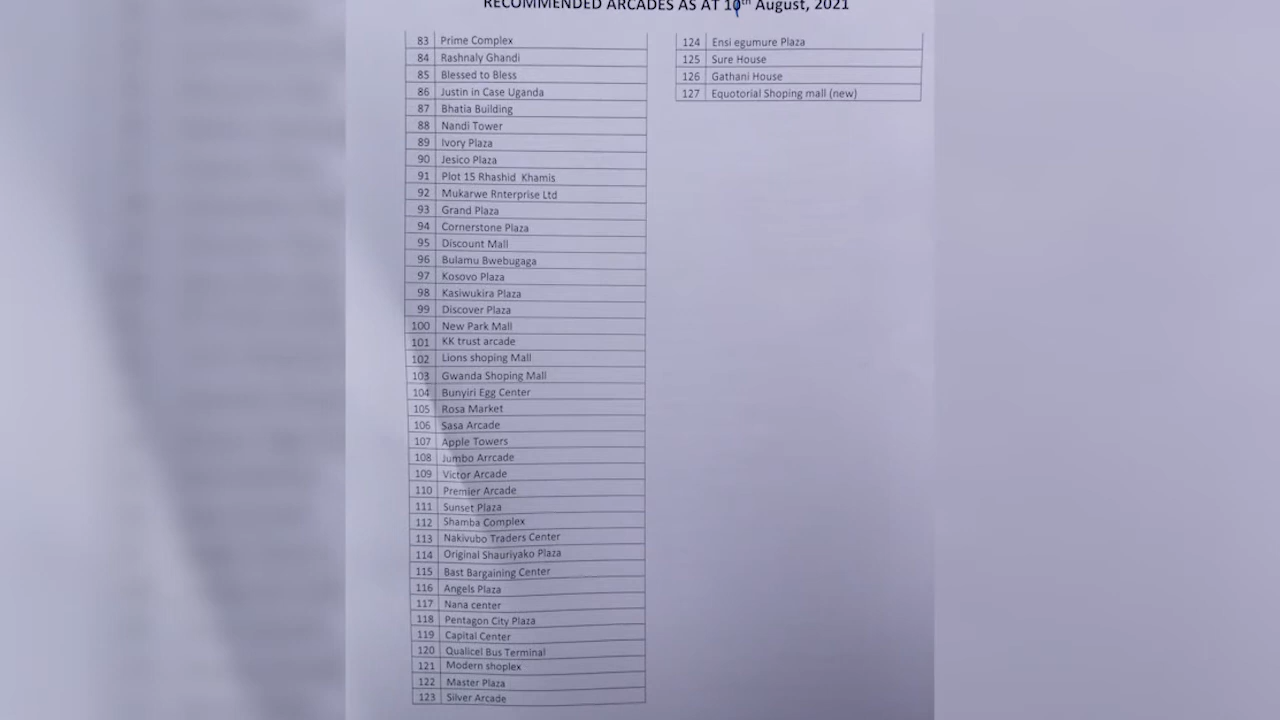 RECOMMENDED ARCADES AS AT 10th August, 2021
83 Prime Complex
84 Rashnaly Ghandi
85 Blessed to Bless
86 Justin in Case Uganda
87 Bhatia Building
88 Nandi Tower
89 Ivory Plaza
90 Jesico Plaza
91 Plot 15 Rhashid Khamis
92 Mukarwe Rnterprise Ltd
93 Grand Plaza
94 Cornerstone Plaza
95 Discount Mall
96 Bulamu Bwebugaga
97 Kosovo Plaza
98 Kasiwukira Plaza
99 Discover Plaza
100 New Park Mall
101 KK trust arcade
102 Lions shoping Mall
103 Gwanda Shoping Mall
104 Bunyiri Egg Center
105 Rosa Market
106 Sasa Arcade
107 Apple Towers
108 Jumbo Arrcade
109 Victor Arcade
110 Premier Arcade
111 Sunset Plaza
112 Shamba Complex
113 Nakivubo Traders Center
114 Original Shauriyako Plaza
115 Bast Bargaining Center
116 Angels Plaza
117 Nana center
118 Pentagon City Plaza
119 Capital Center
120 Qualicel Bus Terminal
121 Modern shoplex
122 Master Plaza
123 Silver Arcade
124 Ensi egumure Plaza
125 Sure House
126 Gathani House
127 Equotorial Shoping mall (new)